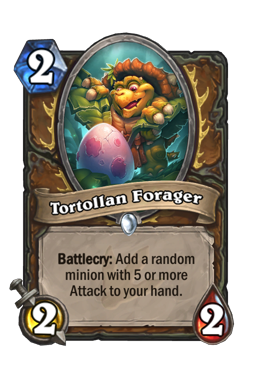 2
Tortollan Forager
Battlecry: Add a random
minion with 5 or more
Attack to your hand.
2
2